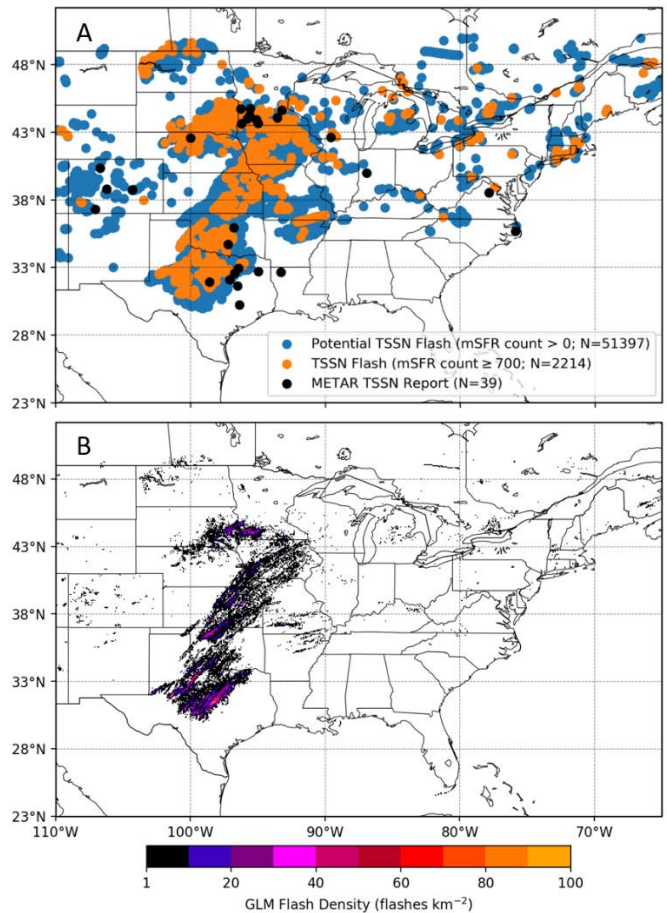 A
48°N
43°N
38°N
33°N
28°N
23°N
Potential TSSN Flash (mSFR count > 0; N=51397)
TSSN Flash (mSFR count ≥ 700; N=2214)
METAR TSSN Report (N=39)
B
48°N
43°N
38°N
33°N
28°N
23°N
110°W 100°W 90°W 80°W 70°W
1 20 40 60 80 100
GLM Flash Density (flashes km⁻²)